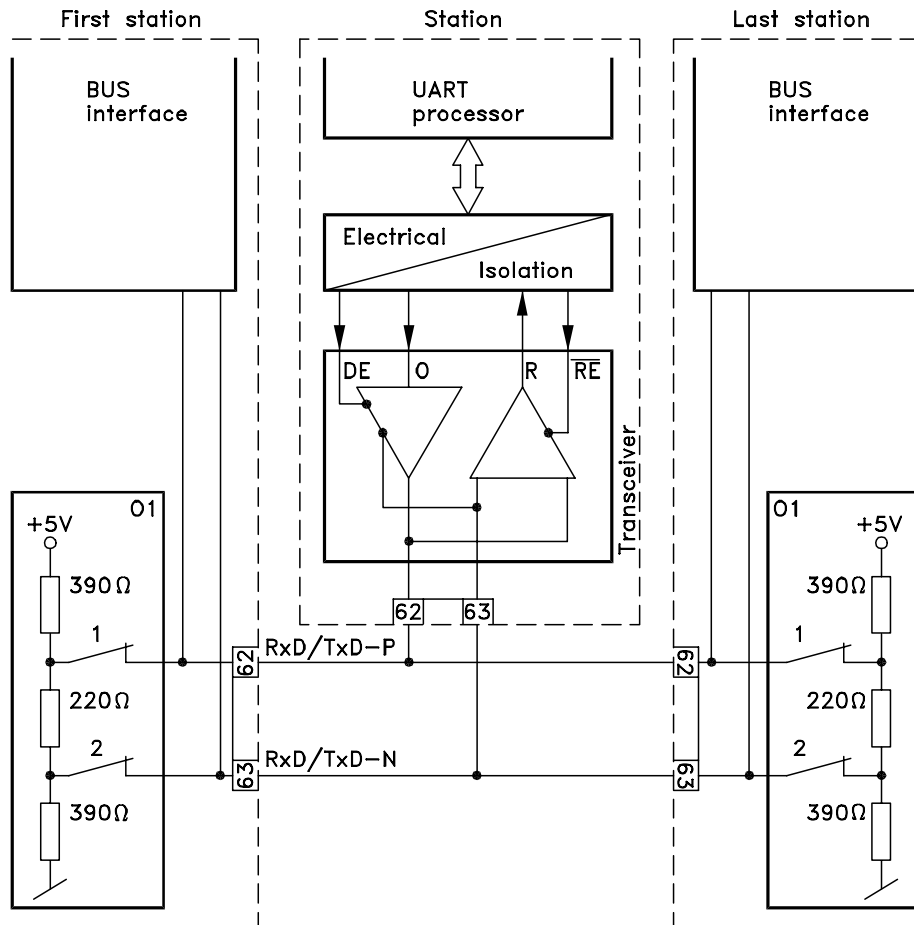 First station
Station
Last station
BUS
interface
UART
processor
BUS
interface
Electrical
Isolation
DE
O
R
RE
Transceiver
O1
+5V
390Ω
1
220Ω
2
390Ω
62
63
62
RxD/TxD-P
63
RxD/TxD-N
62
63
O1
+5V
390Ω
1
220Ω
2
390Ω